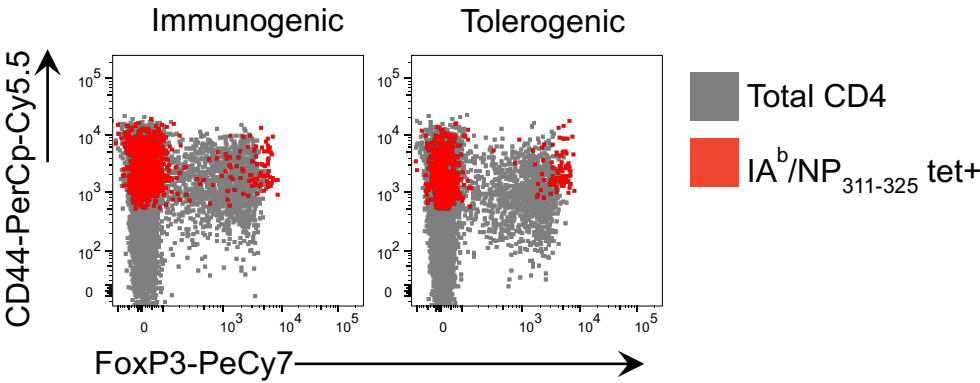 Immunogenic Tolerogenic
CD44-PerCp-Cy5.5
10^5 10^5
10^4 10^4
10^3 10^3
10^2 10^2
0 0
0 10^3 10^4 10^5 0 10^3 10^4 10^5
FoxP3-PeCy7
Total CD4
IA^b/NP_311-325 tet+